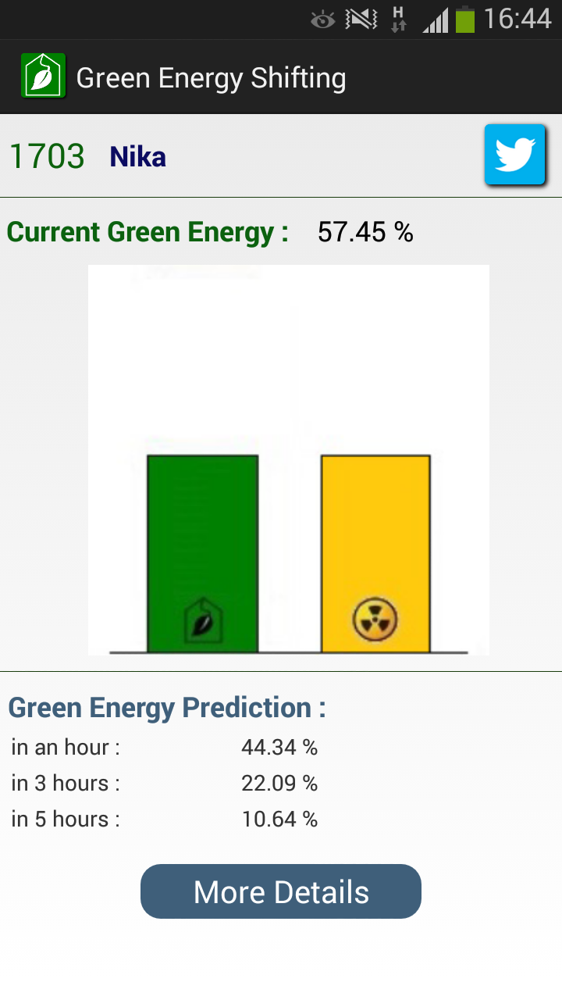 H 16:44
Green Energy Shifting
1703 Nika
Current Green Energy : 57.45 %
Green Energy Prediction :
in an hour : 44.34 %
in 3 hours : 22.09 %
in 5 hours : 10.64 %
More Details